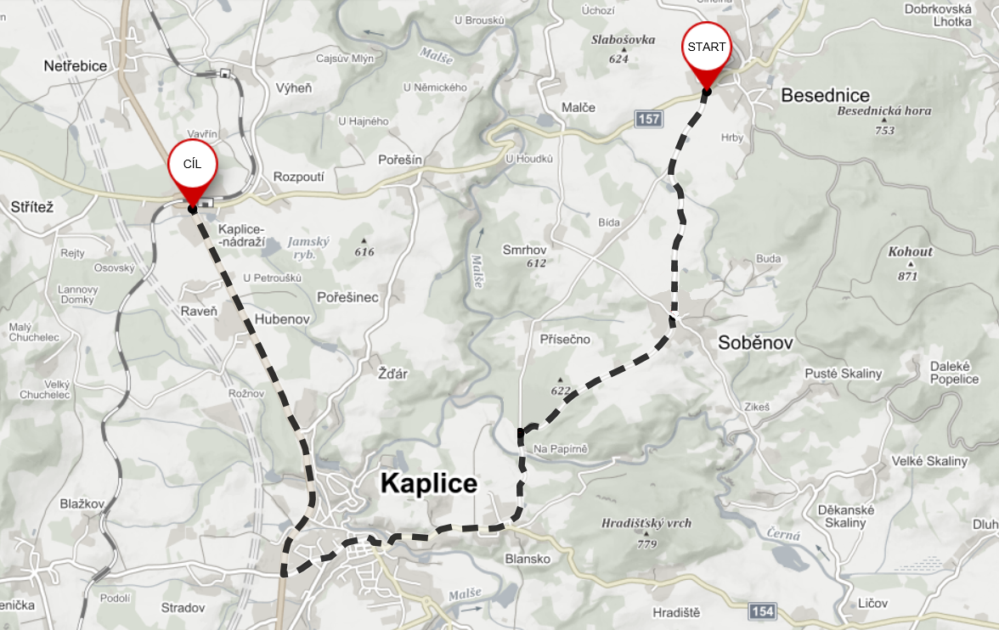 Úchozí
Dobrkovská
Lhotka
U Brousků
Slabošovka
624
START
Netřebice
Cajsův Mlýn
Malše
U Německého
Výheň
Besednice
Besednická hora
753
Malče
157
U Hajného
Hrby
Vavřín
CÍL
Pořešín
U Houdků
Rozpoutí
Střítež
Kaplice-
-nádraží
Bída
Jamský
ryb.
616
Smrhov
612
Kohout
871
Rejty
Osovský
Buda
Malše
U Petroušků
Lannovy
Domky
Pořešinec
Raveň
Hubenov
Malý
Chuchelec
Přísečno
Soběnov
Žďár
Pusté Skaliny
Daleké
Popelice
Velký
Chuchelec
622
Rožnov
Zikeš
Na Papírně
Velké Skaliny
Kaplice
Blažkov
Děkanské
Skaliny
Hradišťský vrch
779
Dluh
Černá
Blansko
Malše
Podolí
Stradov
enička
Hradiště
154
Ličov